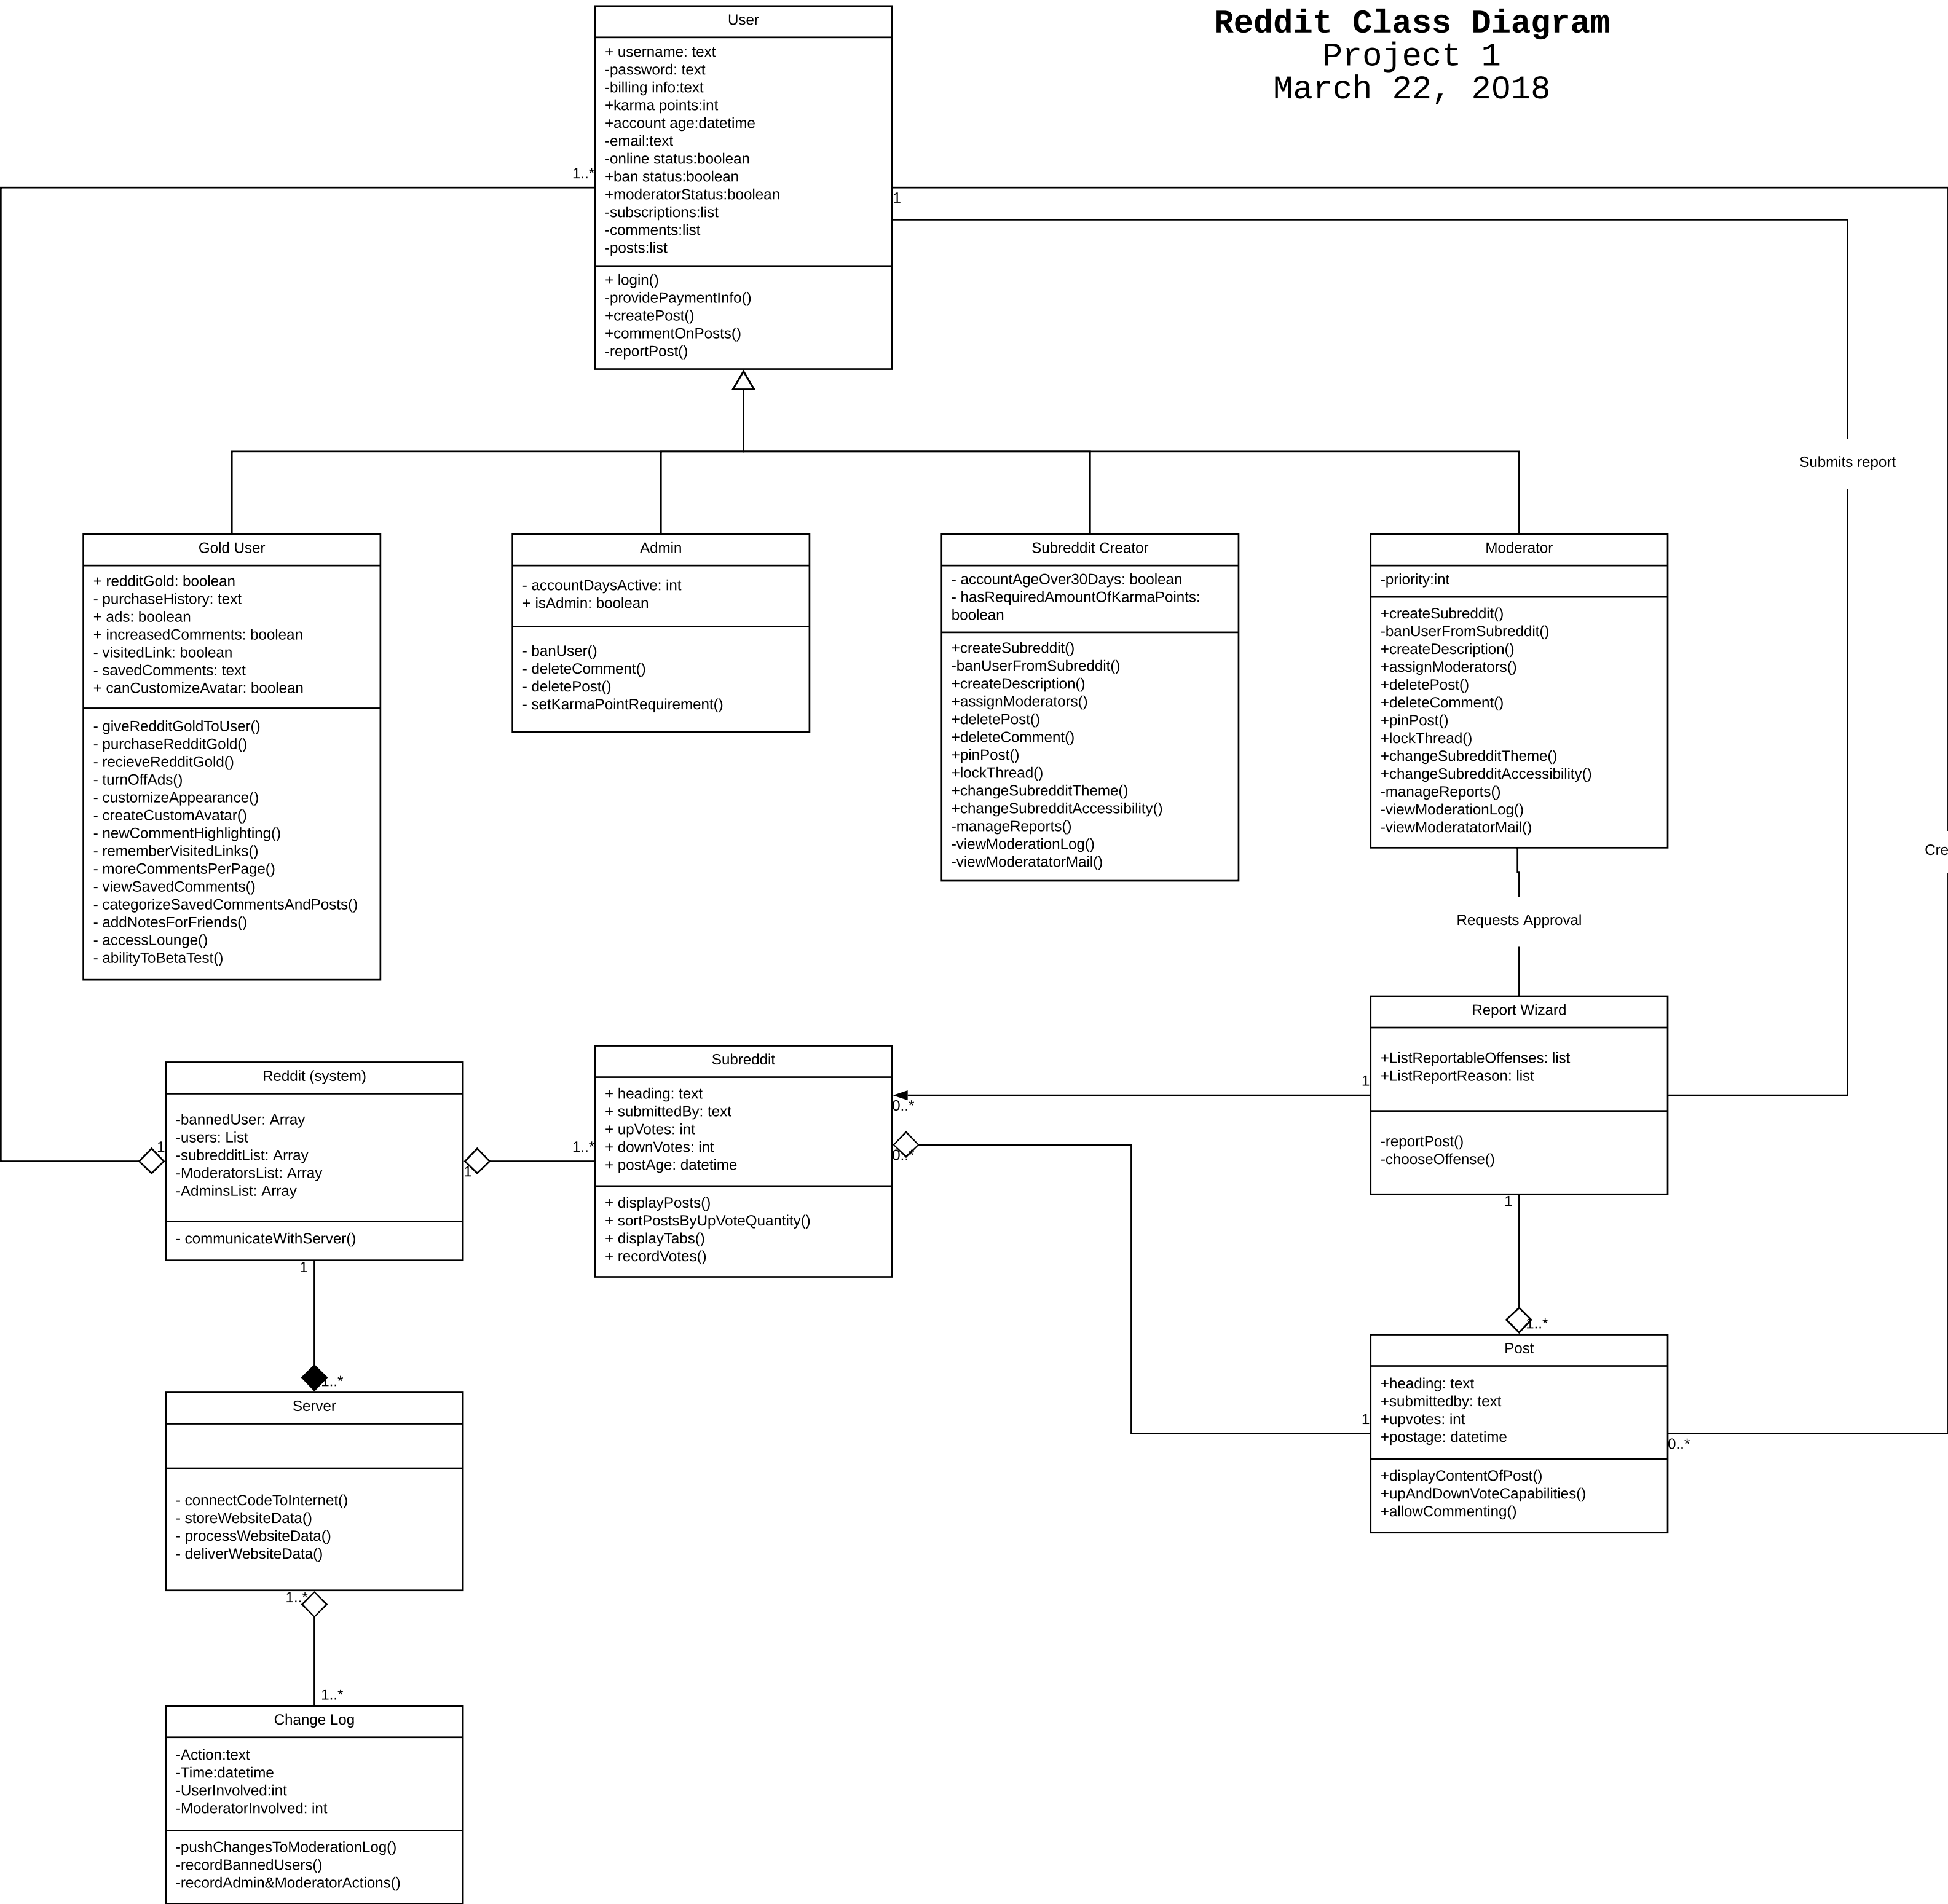 Reddit Class Diagram
Project 1
March 22, 2018
User
+ username: text
-password: text
-billing info:text
+karma points:int
+account age:datetime
-email:text
-online status:boolean
+ban status:boolean
+moderatorStatus:boolean
-subscriptions:list
-comments:list
-posts:list
+ login()
-providePaymentInfo()
+createPost()
+commentOnPosts()
-reportPost()
1..*
1
Submits report
Cre
Gold User
+ redditGold: boolean
- purchaseHistory: text
+ ads: boolean
+ increasedComments: boolean
- visitedLink: boolean
- savedComments: text
+ canCustomizeAvatar: boolean
- giveRedditGoldToUser()
- purchaseRedditGold()
- recieveRedditGold()
- turnOffAds()
- customizeAppearance()
- createCustomAvatar()
- newCommentHighlighting()
- rememberVisitedLinks()
- moreCommentsPerPage()
- viewSavedComments()
- categorizeSavedCommentsAndPosts()
- addNotesForFriends()
- accessLounge()
- abilityToBetaTest()
Admin
- accountDaysActive: int
+ isAdmin: boolean
- banUser()
- deleteComment()
- deletePost()
- setKarmaPointRequirement()
Subreddit Creator
- accountAgeOver30Days: boolean
- hasRequiredAmountOfKarmaPoints:
boolean
+createSubreddit()
-banUserFromSubreddit()
+createDescription()
+assignModerators()
+deletePost()
+deleteComment()
+pinPost()
+lockThread()
+changeSubredditTheme()
+changeSubredditAccessibility()
-manageReports()
-viewModerationLog()
-viewModeratatorMail()
Moderator
-priority:int
+createSubreddit()
-banUserFromSubreddit()
+createDescription()
+assignModerators()
+deletePost()
+deleteComment()
+pinPost()
+lockThread()
+changeSubredditTheme()
+changeSubredditAccessibility()
-manageReports()
-viewModerationLog()
-viewModeratatorMail()
Requests Approval
Report Wizard
+ListReportableOffenses: list
+ListReportReason: list
-reportPost()
-chooseOffense()
1
1
Reddit (system)
-bannedUser: Array
-users: List
-subredditList: Array
-ModeratorsList: Array
-AdminsList: Array
- communicateWithServer()
1
1
1
Subreddit
+ heading: text
+ submittedBy: text
+ upVotes: int
+ downVotes: int
+ postAge: datetime
+ displayPosts()
+ sortPostsByUpVoteQuantity()
+ displayTabs()
+ recordVotes()
1..*
0..*
0..*
1..*
Post
+heading: text
+submittedby: text
+upvotes: int
+postage: datetime
+displayContentOfPost()
+upAndDownVoteCapabilities()
+allowCommenting()
1
0..*
1..*
Server
- connectCodeToInternet()
- storeWebsiteData()
- processWebsiteData()
- deliverWebsiteData()
1..*
1..*
Change Log
-Action:text
-Time:datetime
-UserInvolved:int
-ModeratorInvolved: int
-pushChangesToModerationLog()
-recordBannedUsers()
-recordAdmin&ModeratorActions()